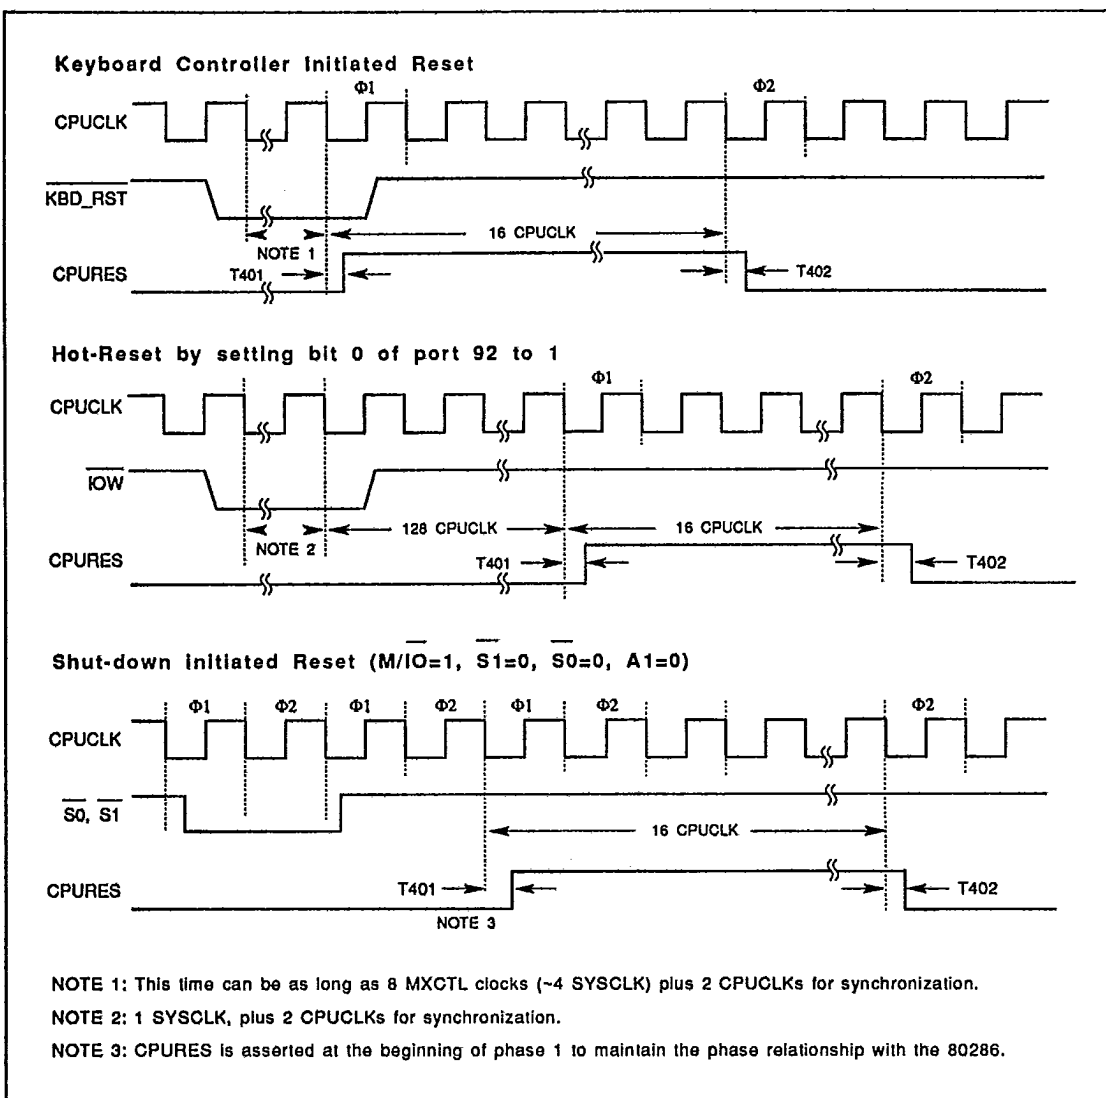 Keyboard Controller Initiated Reset
Φ1 Φ2
CPUCLK
KBD_RST
NOTE 1
16 CPUCLK
CPURES
T401
T402
Hot-Reset by setting bit 0 of port 92 to 1
Φ1 Φ2
CPUCLK
IOW
128 CPUCLK
16 CPUCLK
NOTE 2
CPURES
T401
T402
Shut-down Initiated Reset (M/IO=1, S1=0, S0=0, A1=0)
Φ1 Φ2 Φ1 Φ2 Φ1 Φ2 Φ2
CPUCLK
S0, S1
16 CPUCLK
CPURES
T401
T402
NOTE 3
NOTE 1: This time can be as long as 8 MXCTL clocks (~4 SYSCLK) plus 2 CPUCLKs for synchronization.
NOTE 2: 1 SYSCLK, plus 2 CPUCLKs for synchronization.
NOTE 3: CPURES is asserted at the beginning of phase 1 to maintain the phase relationship with the 80286.